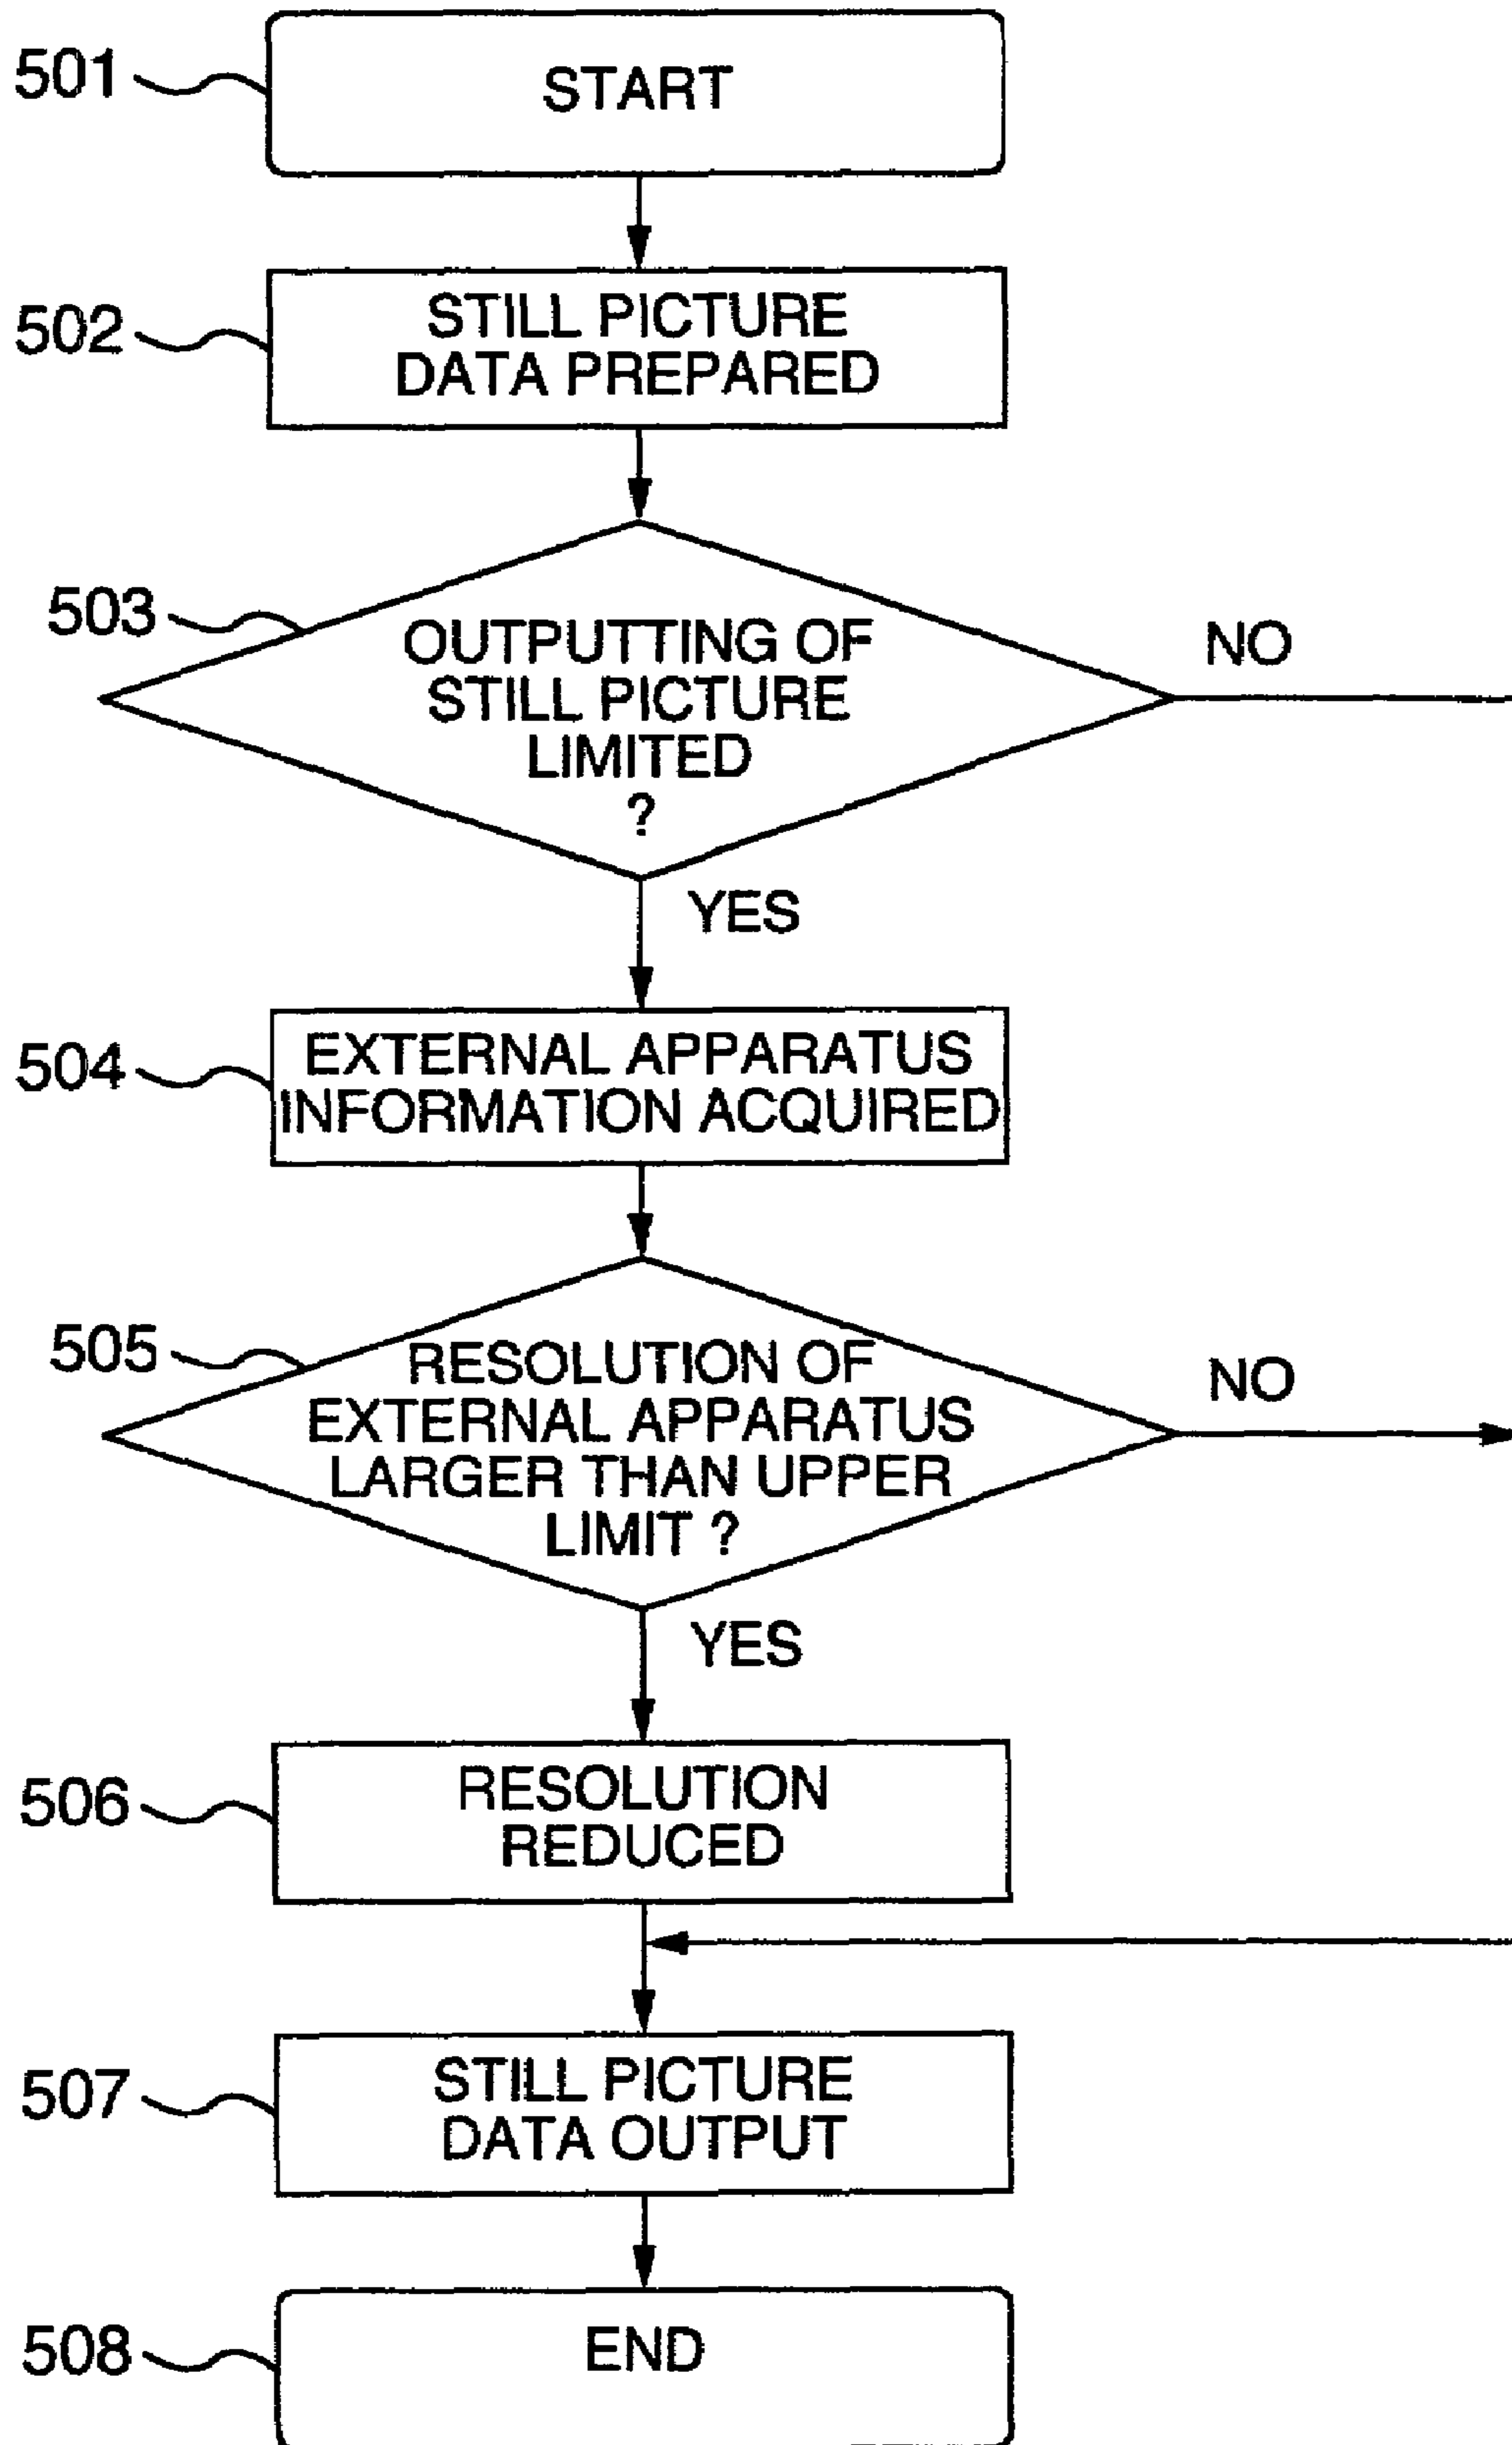 501
START
502
STILL PICTURE
DATA PREPARED
503
OUTPUTTING OF
STILL PICTURE
LIMITED
?
NO
YES
504
EXTERNAL APPARATUS
INFORMATION ACQUIRED
505
RESOLUTION OF
EXTERNAL APPARATUS
LARGER THAN UPPER
LIMIT ?
NO
YES
506
RESOLUTION
REDUCED
507
STILL PICTURE
DATA OUTPUT
508
END